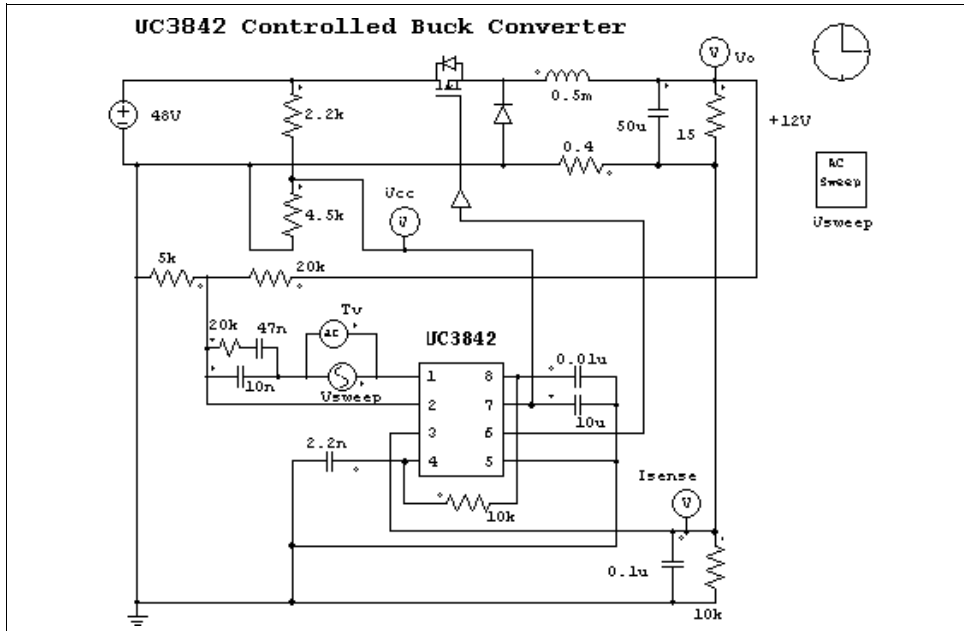 UC3842 Controlled Buck Converter
V
Vo
48V
2.2k
0.5m
50u
15
+12V
0.4
AC
Sweep
Vsweep
4.5k
Vcc
V
5k
20k
Tv
AC
20k
47n
UC3842
10n
Vsweep
1
2
3
4
8
7
6
5
0.01u
10u
2.2n
10k
Isense
V
0.1u
10k